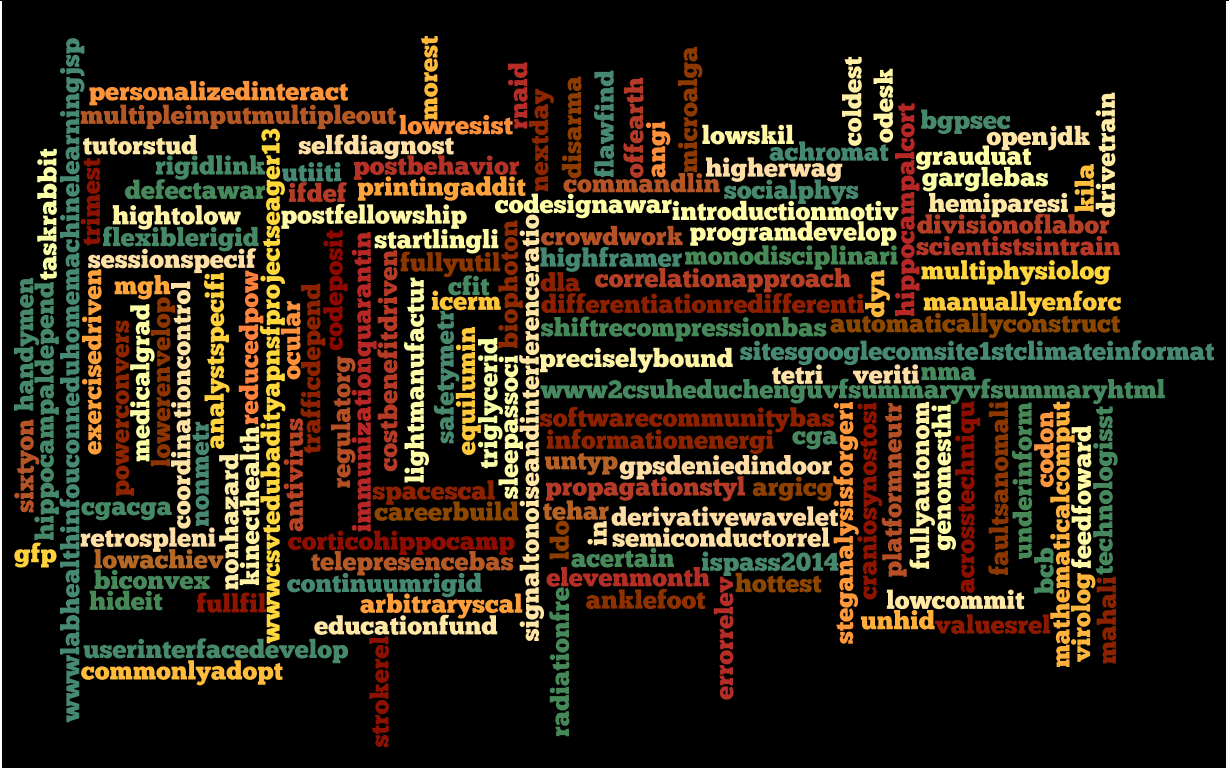 wwwlabhealthinfouconneduhomemachinelearningjsp
personalizedinteract
multipleinputmultipleout
morest
lowresist
rnaid
nextday
disarma
flawfind
offearth
angi
microalga
lowskil
coldest
odesk
bgpsec
openjdk
drivetrain
tutorstud
selfdiagnost
achromat
hippocampalcort
grauduat
taskrabbit
trimest
rigidlink
wwwcsvtedubadityapnsfprojectseager13
utiiti
postbehavior
higherwag
garglebas
kila
defectawar
ifdef
printingaddit
commandlin
socialphys
hemiparesi
hightolow
postfellowship
codesignawar
introductionmotiv
divisionoflabor
flexiblerigid
startlingli
crowdwork
programdevelop
scientistsintrain
sessionspecif
fullyutil
highframer
monodisciplinari
multiphysiolog
mgh
cfit
icerm
biophoton
dla
correlationapproach
dyn
manuallyenforc
differentiationredifferenti
handymen
sixtyon
hippocampaldepend
exercisedriven
powerconvers
medicalgrad
lowerenvelop
coordinationcontrol
nonmetr
analystspecifi
reducedpow
ocular
trafficdepend
codeposit
regulatorg
immunizationquarantin
costbenefitdriven
lightmanufactur
safetymetr
equilumin
triglycerid
sleepassoci
signaltonoiseandinterferenceratio
shiftrecompressionbas
automaticallyconstruct
preciselybound
sitesgooglecomsite1stclimateinformat
tetri
veriti
nma
www2csuheduchenguvfsummaryvfsummaryhtml
softwarecommunitybas
informationenergi
cga
untyp
gpsdeniedindoor
propagationstyl
argicg
tehar
derivativewavelet
ldo
in
semiconductorrel
acertain
ispass2014
elevenmonth
hottest
anklefoot
radiationfre
errorrelev
steganalysisforgeri
craniosynostosi
platformneutr
fullyautonom
genomesthi
acrosstechniqu
faultsanomali
underinform
codon
bcb
mathematicalcomput
feedfoward
virolog
technologisst
mahali
lowcommit
unhid
valuesrel
antivirus
nonhazard
kinecthealth
spacescal
careerbuild
cgacga
retrospleni
corticohippocamp
gfp
lowachiev
telepresencebas
biconvex
continuumrigid
hideit
fullfil
arbitraryscal
educationfund
userinterfacedevelop
commonlyadopt
strokerel